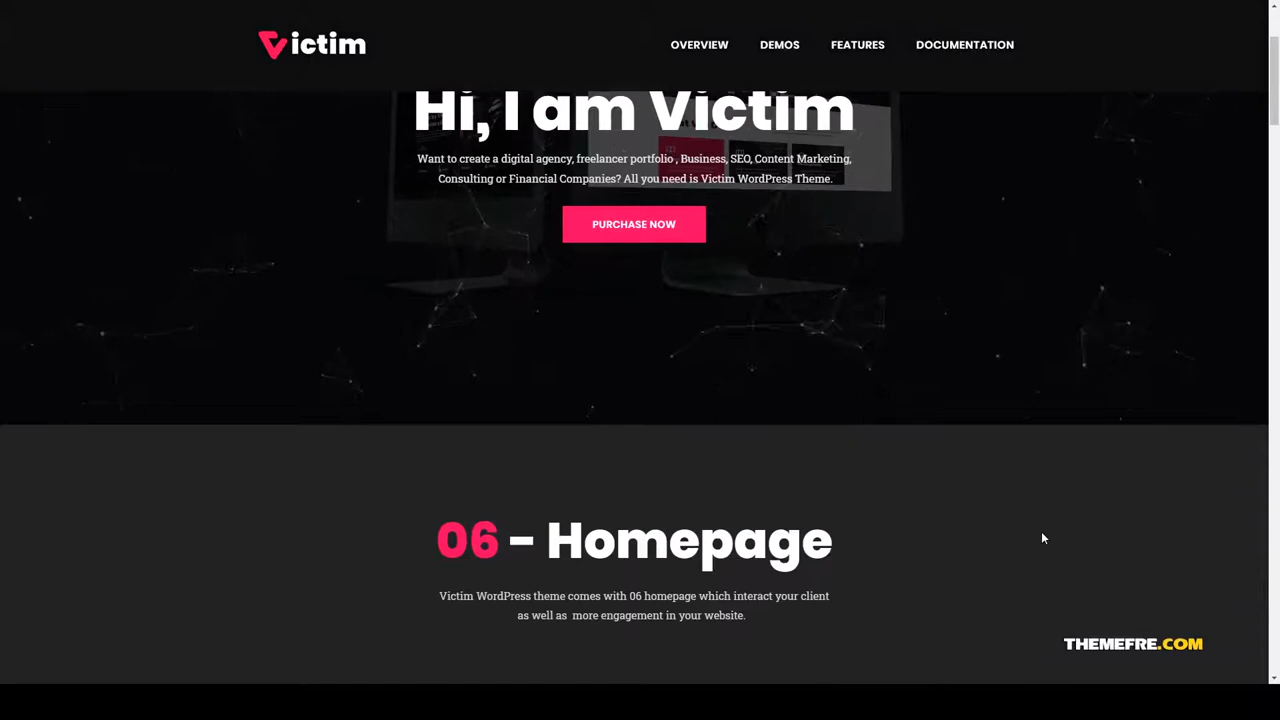 Victim
OVERVIEW DEMOS FEATURES DOCUMENTATION
Hi, I am Victim
Want to create a digital agency, freelancer portfolio , Business, SEO, Content Marketing,
Consulting or Financial Companies? All you need is Victim WordPress Theme.
PURCHASE NOW
06 - Homepage
Victim WordPress theme comes with 06 homepage which interact your client
as well as more engagement in your website.
THEMEFRE.COM